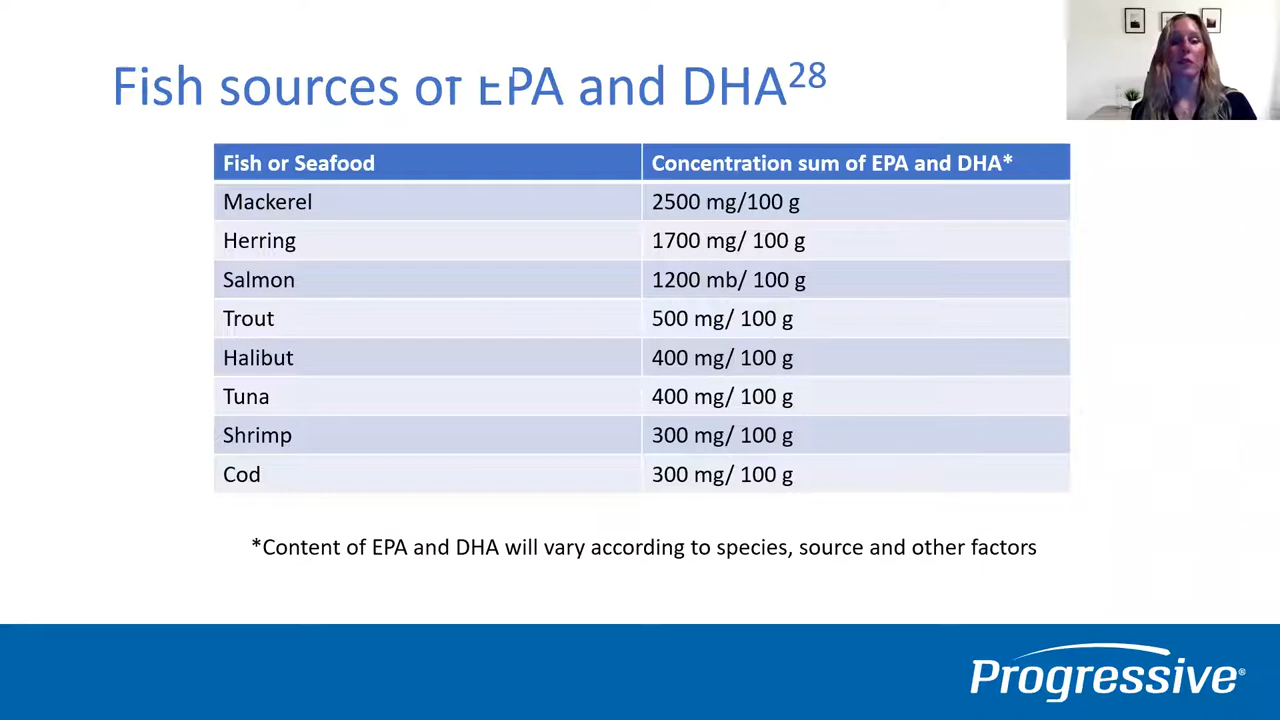 Fish sources of EPA and DHA28
Fish or Seafood Concentration sum of EPA and DHA*
Mackerel 2500 mg/100 g
Herring 1700 mg/ 100 g
Salmon 1200 mb/ 100 g
Trout 500 mg/ 100 g
Halibut 400 mg/ 100 g
Tuna 400 mg/ 100 g
Shrimp 300 mg/ 100 g
Cod 300 mg/ 100 g
*Content of EPA and DHA will vary according to species, source and other factors
Progressive®